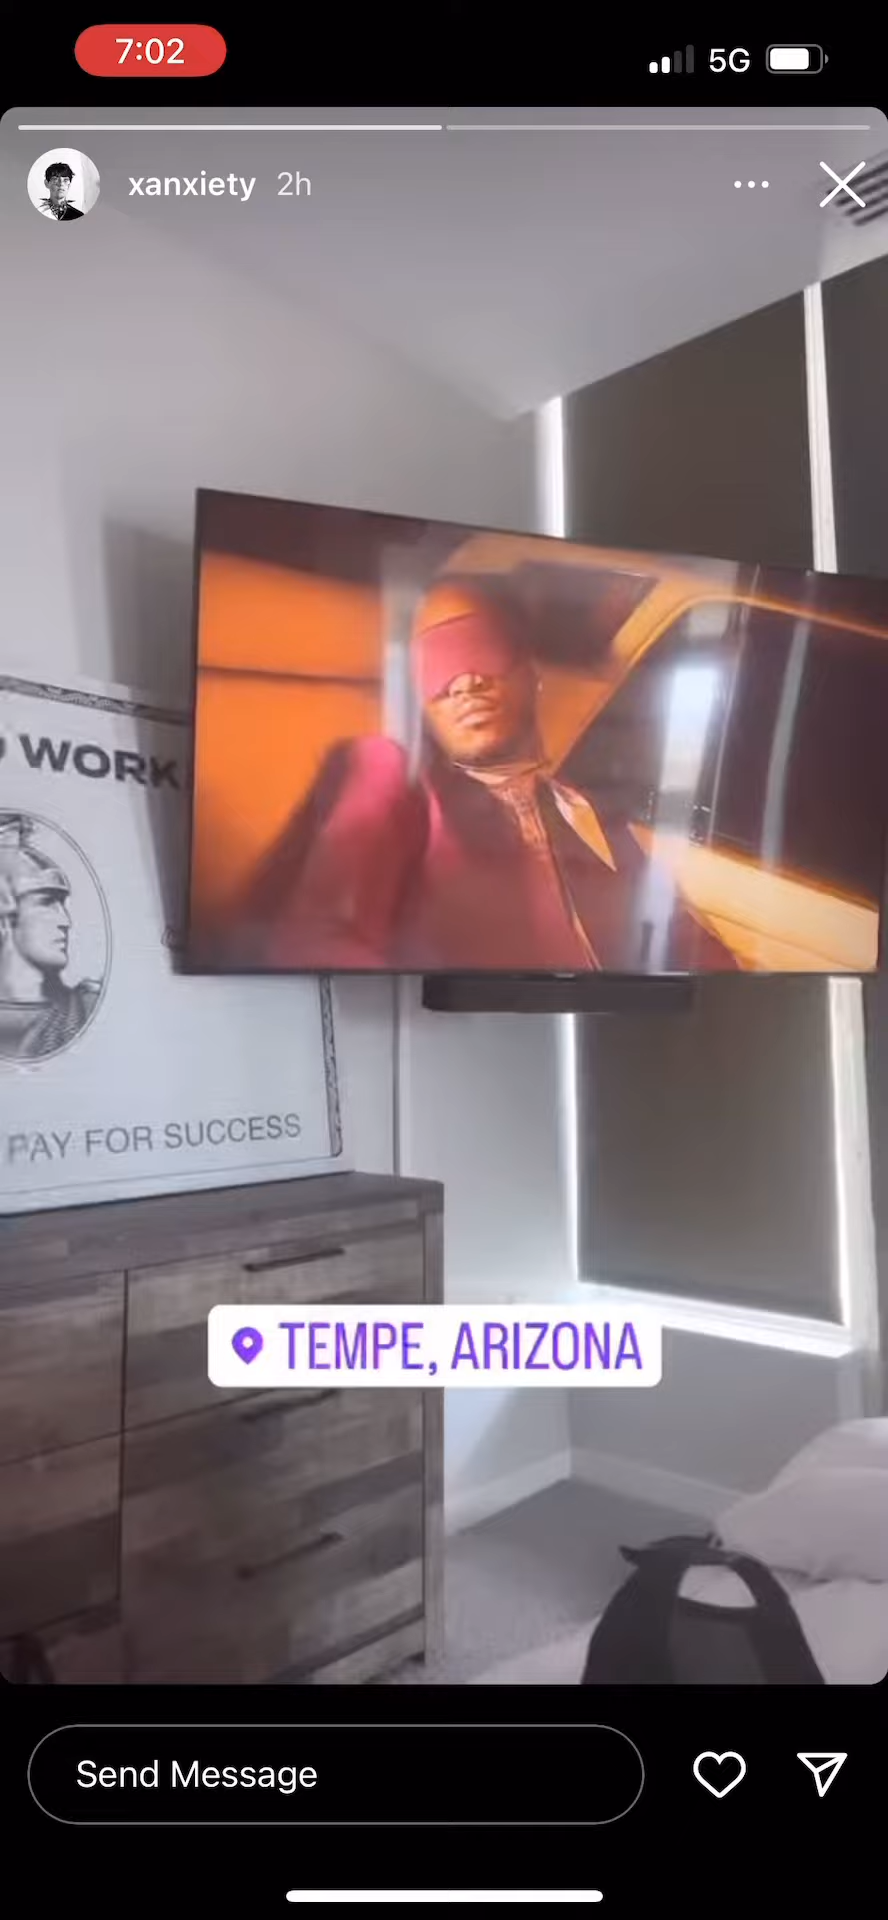 7:02
5G
xanxiety 2h
WORK
PAY FOR SUCCESS
TEMPE, ARIZONA
Send Message